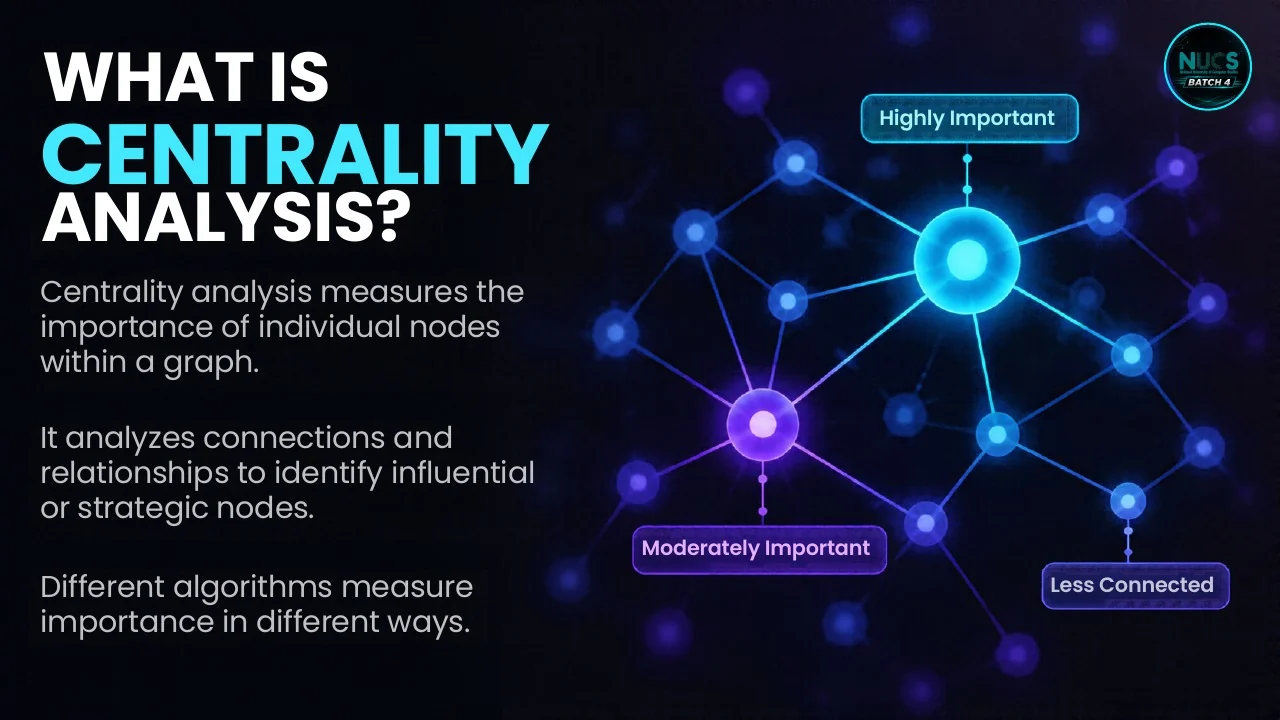 WHAT IS
CENTRALITY
ANALYSIS?
Centrality analysis measures the
importance of individual nodes
within a graph.
It analyzes connections and
relationships to identify influential
or strategic nodes.
Different algorithms measure
importance in different ways.
Highly Important
Moderately Important
Less Connected
NUCS
BATCH 4